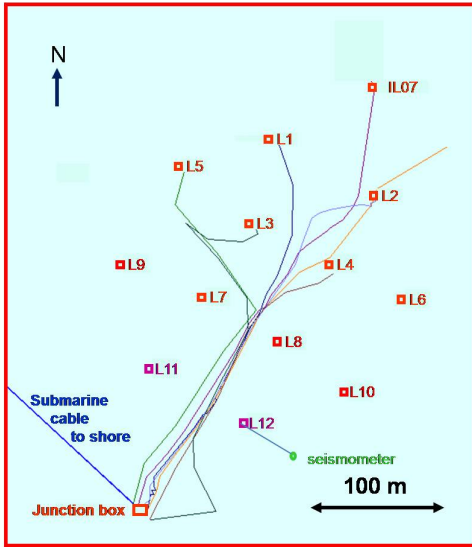 N
IL07
L1
L5
L2
L3
L9
L4
L7
L6
L8
L11
L10
Submarine
cable
to shore
L12
seismometer
100 m
Junction box